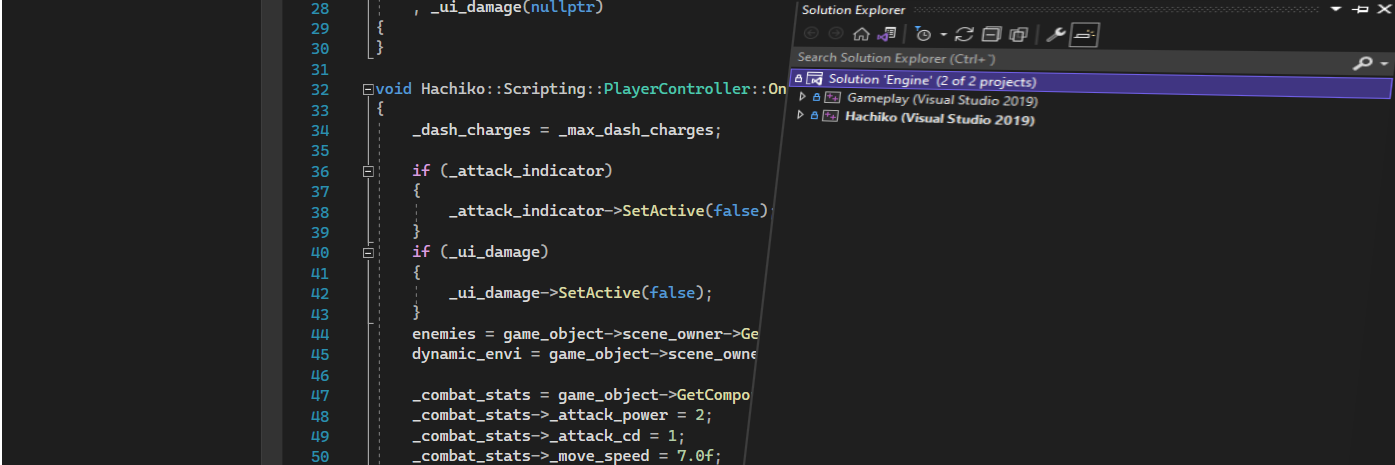 28 , _ui_damage(nullptr)
29 {
30 }
31
32 void Hachiko::Scripting::PlayerController::On
33 {
34 _dash_charges = _max_dash_charges;
35
36 if (_attack_indicator)
37 {
38 _attack_indicator->SetActive(false);
39 }
40 if (_ui_damage)
41 {
42 _ui_damage->SetActive(false);
43 }
44 enemies = game_object->scene_owner->Ge
45 dynamic_envi = game_object->scene_owne
46
47 _combat_stats = game_object->GetCompo
48 _combat_stats->_attack_power = 2;
49 _combat_stats->_attack_cd = 1;
50 _combat_stats->_move_speed = 7.0f;
Solution Explorer
Search Solution Explorer (Ctrl+¨)
Solution 'Engine' (2 of 2 projects)
Gameplay (Visual Studio 2019)
Hachiko (Visual Studio 2019)